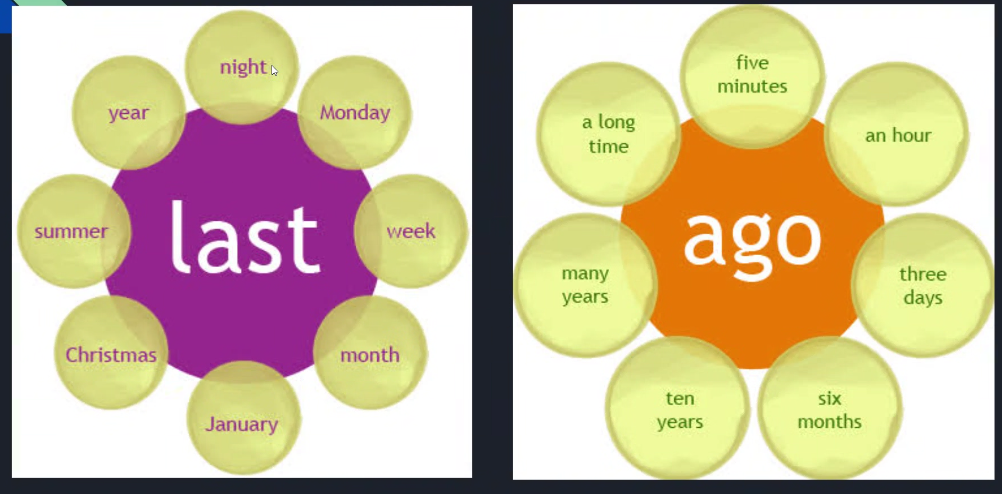 night
Monday
week
month
January
Christmas
summer
year
last
five
minutes
an hour
three
days
six
months
ten
years
many
years
a long
time
ago